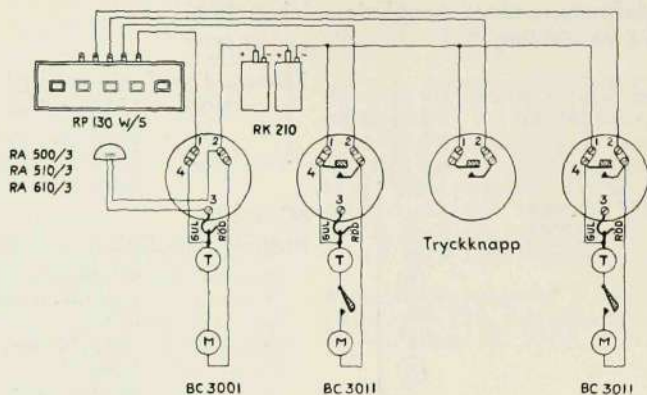 + - + -
RP 130 W/5
RK 210
RA 500/3
RA 510/3
RA 610/3
1 2
4
3
GUL RÖD
T
M
BC 3001
1 2
4
3
GUL RÖD
T
M
BC 3011
1 2
Tryckknapp
1 2
4
3
GUL RÖD
T
M
BC 3011